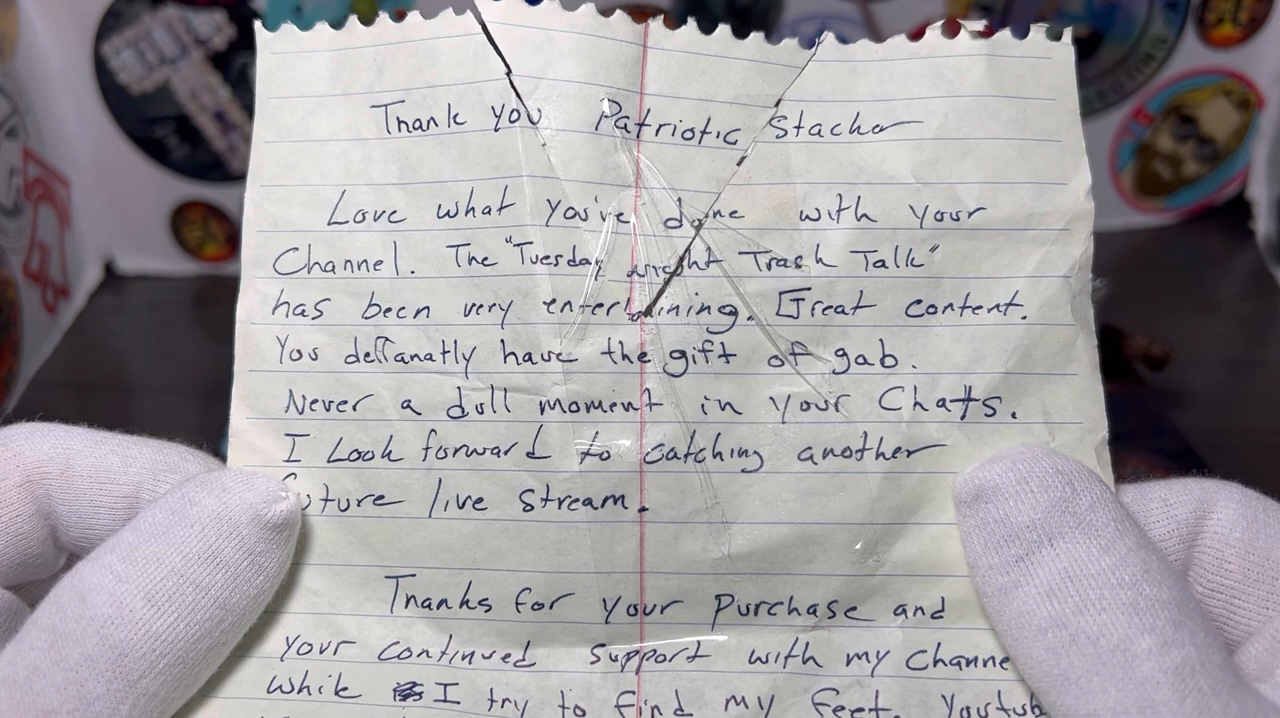 Thank you Patriotic Stacker
Love what you've done with your
Channel. The "Tuesday night Trash Talk"
has been very entertaining. Great content.
You deffanatly have the gift of gab.
Never a dull moment in your Chats.
I Look forward to catching another
future live stream.
Thanks for your purchase and
your continued support with my Channe
while I try to find my feet. Youtub